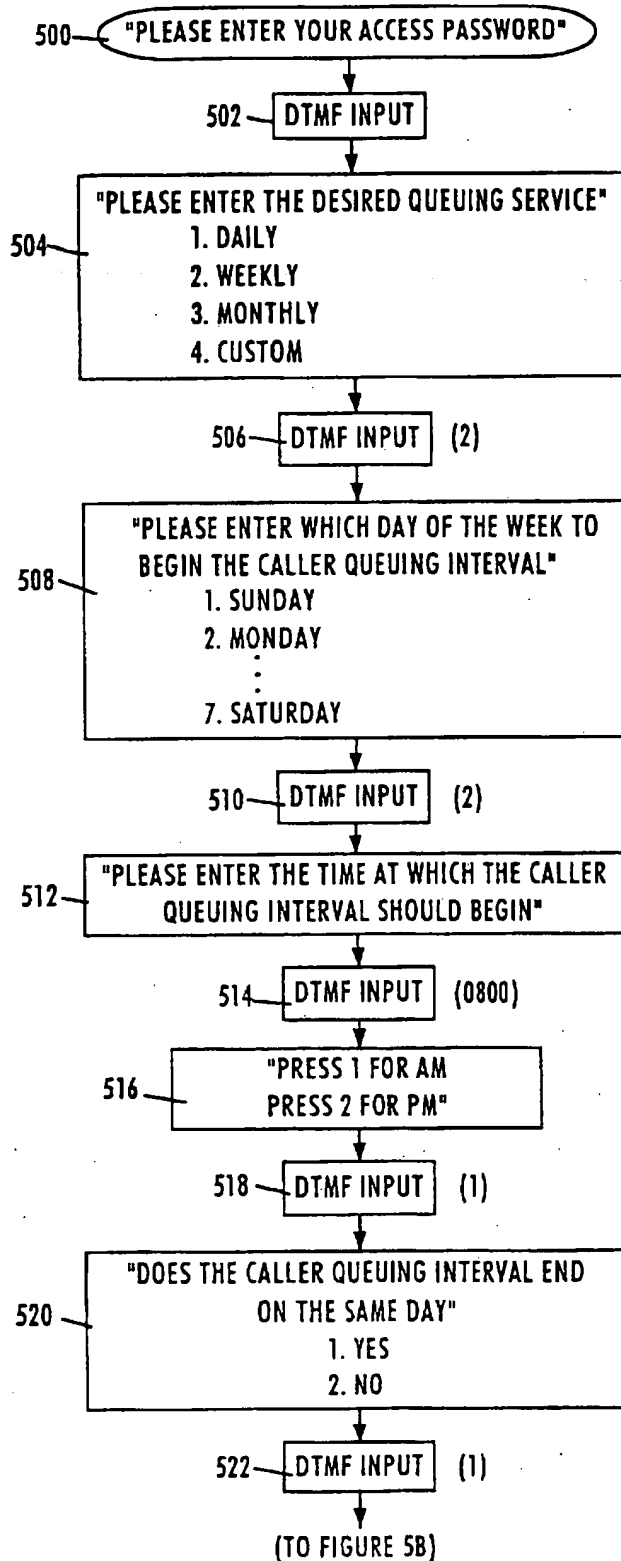 500 "PLEASE ENTER YOUR ACCESS PASSWORD"
502 DTMF INPUT
"PLEASE ENTER THE DESIRED QUEUING SERVICE"
504
1. DAILY
2. WEEKLY
3. MONTHLY
4. CUSTOM
506 DTMF INPUT (2)
"PLEASE ENTER WHICH DAY OF THE WEEK TO
BEGIN THE CALLER QUEUING INTERVAL"
508
1. SUNDAY
2. MONDAY
.
.
.
7. SATURDAY
510 DTMF INPUT (2)
512
"PLEASE ENTER THE TIME AT WHICH THE CALLER
QUEUING INTERVAL SHOULD BEGIN"
514 DTMF INPUT (0800)
516
"PRESS 1 FOR AM
PRESS 2 FOR PM"
518 DTMF INPUT (1)
"DOES THE CALLER QUEUING INTERVAL END
ON THE SAME DAY"
520
1. YES
2. NO
522 DTMF INPUT (1)
(TO FIGURE 5B)